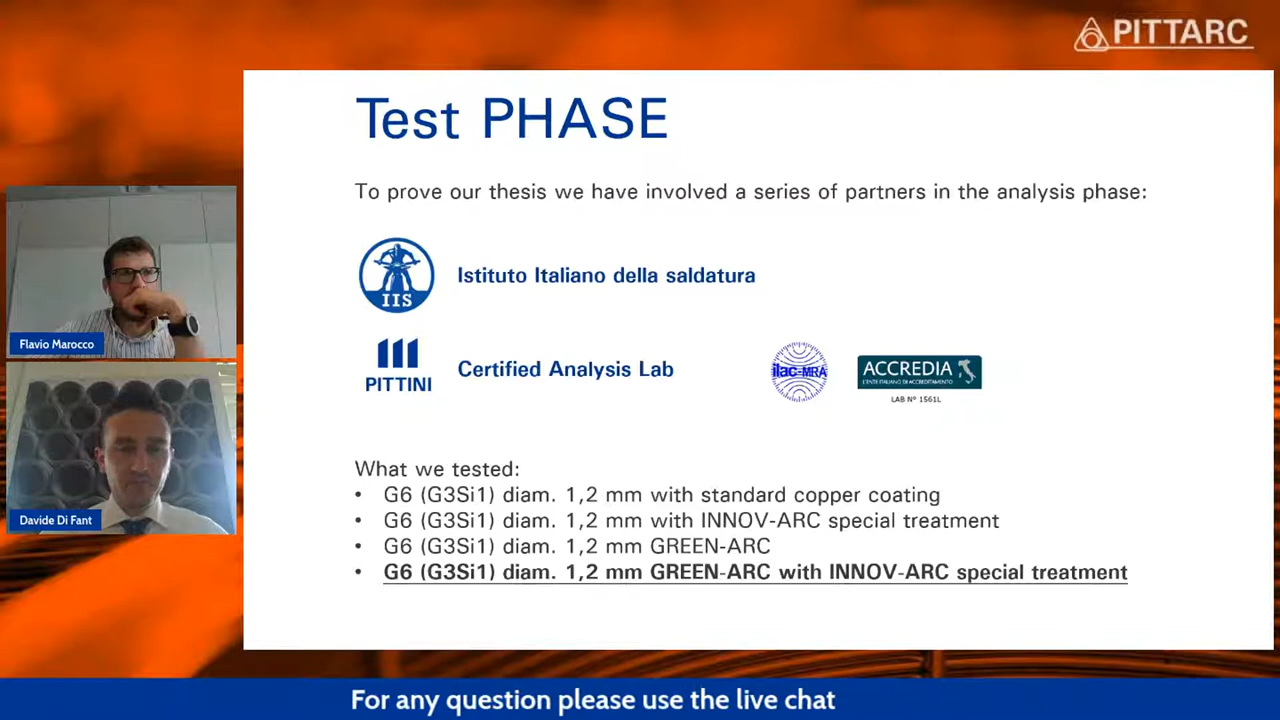 PITTARC
Test PHASE
To prove our thesis we have involved a series of partners in the analysis phase:
IIS
Istituto Italiano della saldatura
PITTINI
Certified Analysis Lab
ilac-MRA
ACCREDIA
L'ENTE ITALIANO DI ACCREDITAMENTO
LAB N° 1561L
Flavio Marocco
Davide Di Fant
What we tested:
• G6 (G3Si1) diam. 1,2 mm with standard copper coating
• G6 (G3Si1) diam. 1,2 mm with INNOV-ARC special treatment
• G6 (G3Si1) diam. 1,2 mm GREEN-ARC
• G6 (G3Si1) diam. 1,2 mm GREEN-ARC with INNOV-ARC special treatment
For any question please use the live chat